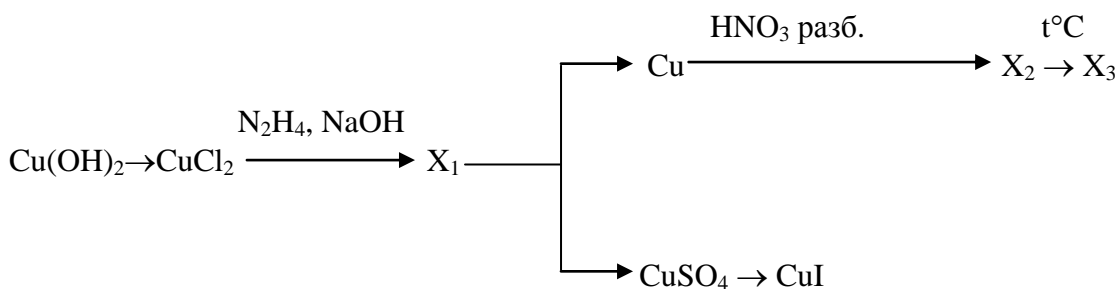 HNO₃ разб. t°C
Cu X₂ → X₃
N₂H₄, NaOH
Cu(OH)₂→CuCl₂ X₁
CuSO₄ → CuI